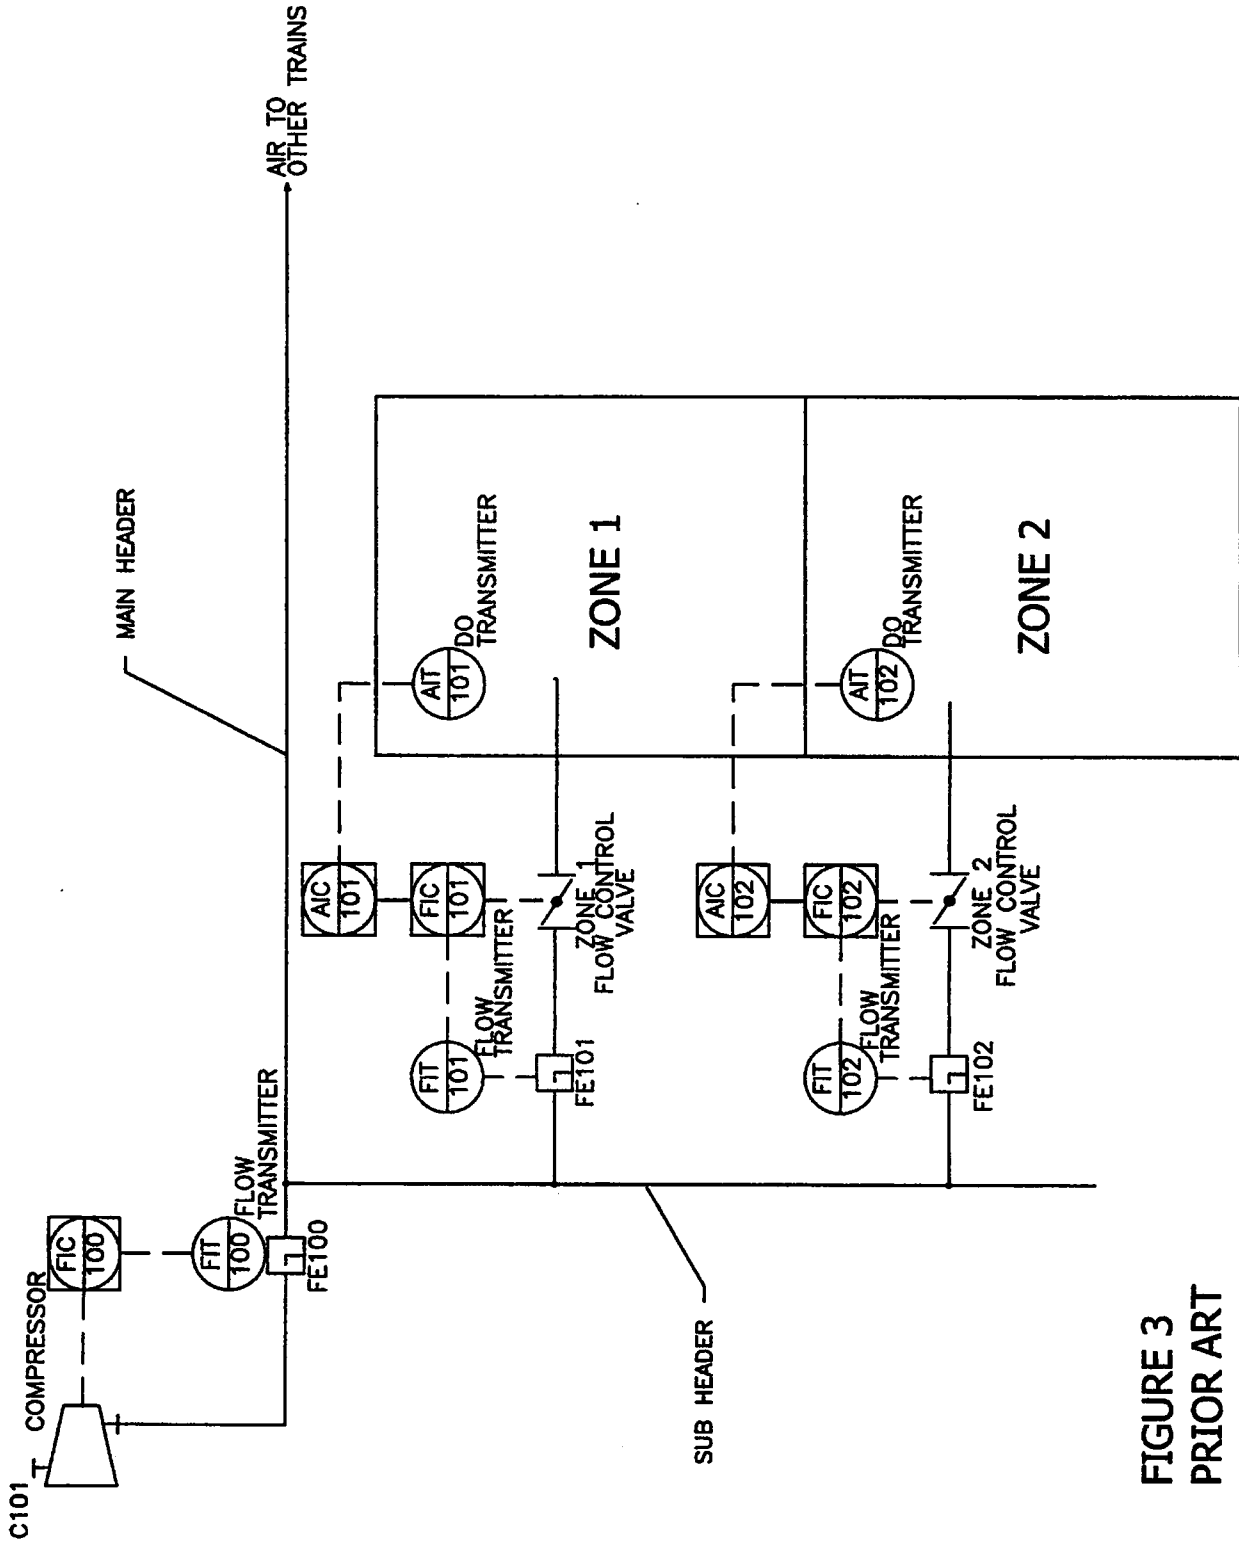 C101
COMPRESSOR
FIC
100
FIT
100
FLOW
TRANSMITTER
FE100
MAIN HEADER
AIR TO
OTHER TRAINS
AIC
101
FIC
101
FIT
101
FLOW
TRANSMITTER
FE101
ZONE 1
FLOW CONTROL
VALVE
AIT
101
DO
TRANSMITTER
ZONE 1
SUB HEADER
AIC
102
FIC
102
FIT
102
FLOW
TRANSMITTER
FE102
ZONE 2
FLOW CONTROL
VALVE
AIT
102
DO
TRANSMITTER
ZONE 2
FIGURE 3
PRIOR ART